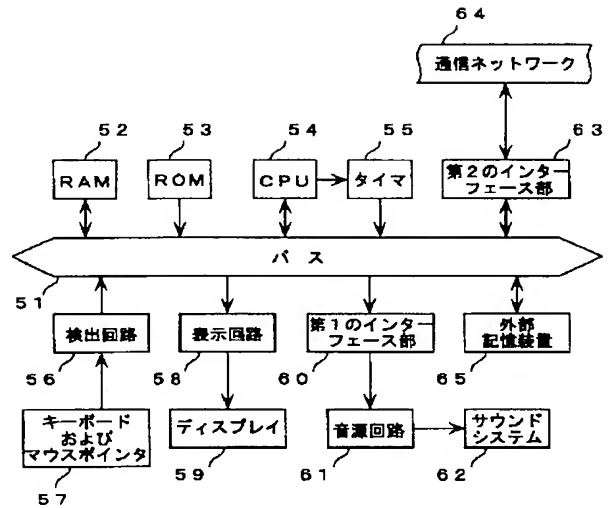 64
通信ネットワーク
52
53
54
55
63
RAM
ROM
CPU
タイマ
第2のインター
フェース部
バス
51
検出回路
表示回路
第1のインター
フェース部
外部
記憶装置
56
58
60
65
キーボード
および
マウスポインタ
ディスプレイ
音源回路
サウンド
システム
57
59
61
62